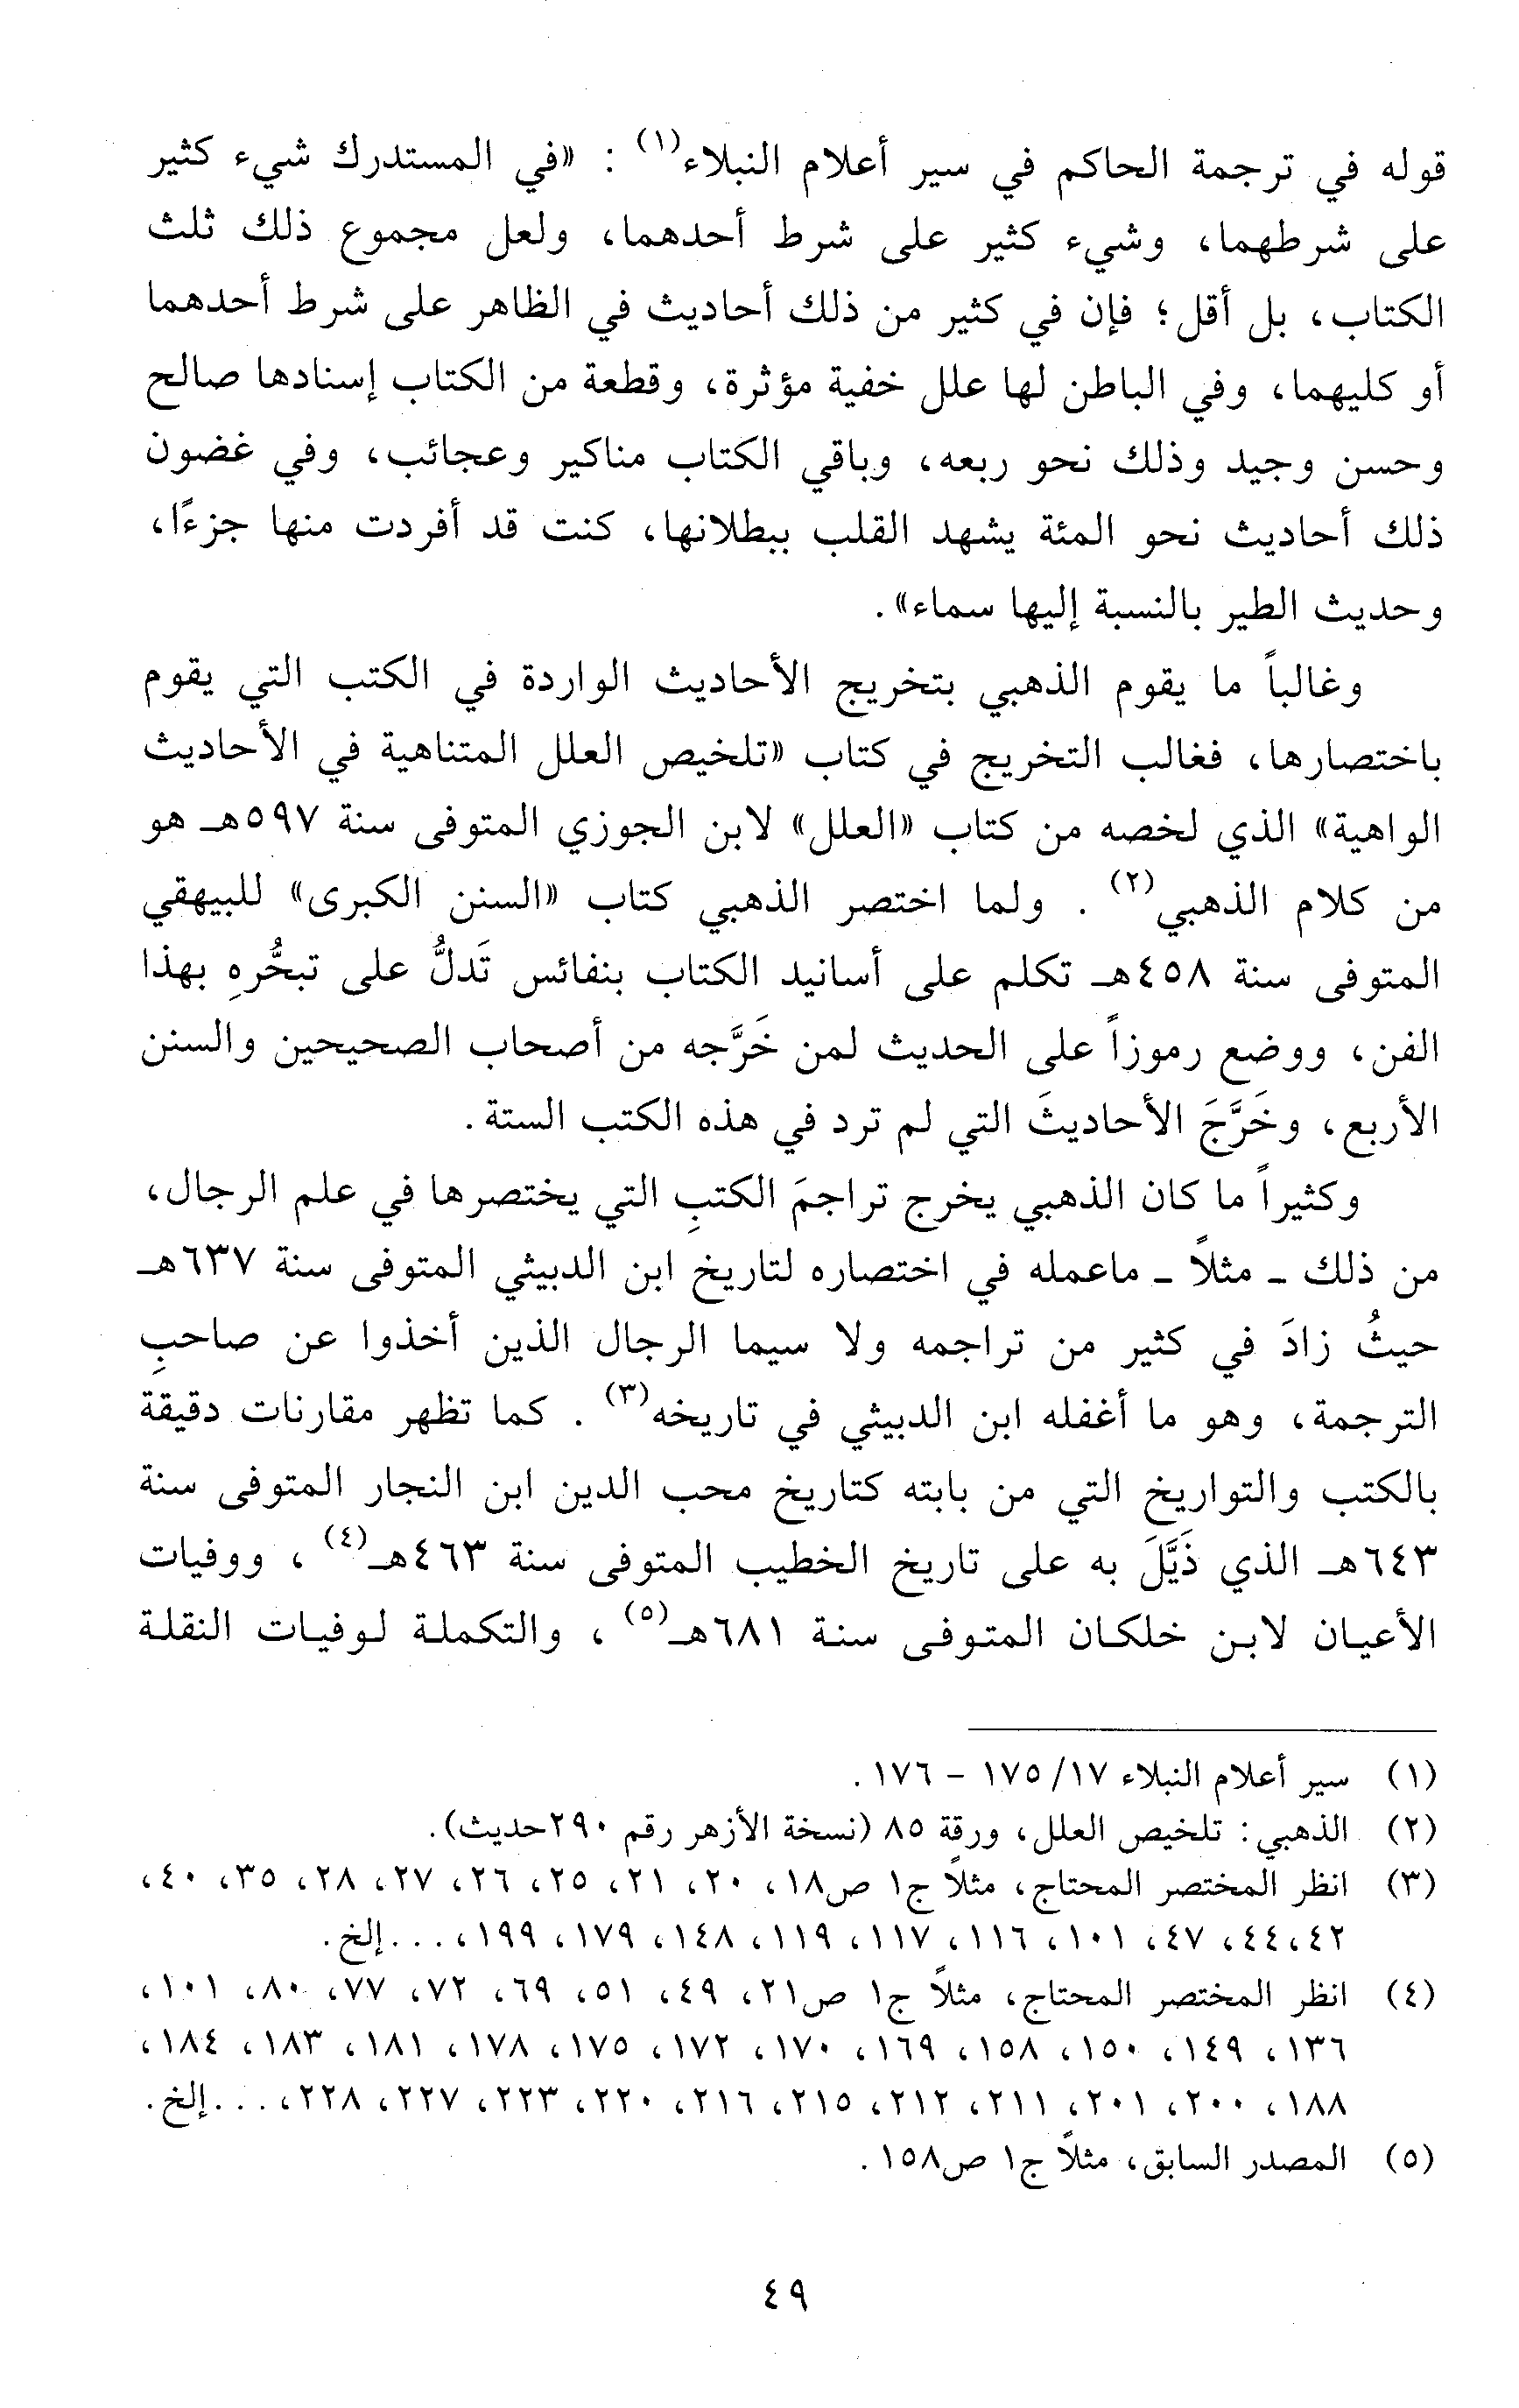 قوله في ترجمة الحاكم في سير أعلام النبلاء(١) : «في المستدرك شيء كثير
على شرطهما، وشيء كثير على شرط أحدهما، ولعل مجموع ذلك ثلث
الكتاب، بل أقل؛ فإن في كثير من ذلك أحاديث في الظاهر على شرط أحدهما
أو كليهما، وفي الباطن لها علل خفية مؤثرة، وقطعة من الكتاب إسنادها صالح
وحسن وجيد وذلك نحو ربعه، وباقي الكتاب مناكير وعجائب، وفي غضون
ذلك أحاديث نحو المئة يشهد القلب ببطلانها، كنت قد أفردت منها جزءًا،
وحديث الطير بالنسبة إليها سماء».
وغالباً ما يقوم الذهبي بتخريج الأحاديث الواردة في الكتب التي يقوم
باختصارها، فغالب التخريج في كتاب «تلخيص العلل المتناهية في الأحاديث
الواهية» الذي لخصه من كتاب «العلل» لابن الجوزي المتوفى سنة ٥٩٧هـ هو
من كلام الذهبي(٢) . ولما اختصر الذهبي كتاب «السنن الكبرى» للبيهقي
المتوفى سنة ٤٥٨هـ تكلم على أسانيد الكتاب بنفائس تَدلُّ على تبحُّرهِ بهذا
الفن، ووضع رموزاً على الحديث لمن خَرَّجه من أصحاب الصحيحين والسنن
الأربع، وخَرَّجَ الأحاديثَ التي لم ترد في هذه الكتب الستة.
وكثيراً ما كان الذهبي يخرج تراجمَ الكتبِ التي يختصرها في علم الرجال،
من ذلك - مثلاً - ماعمله في اختصاره لتاريخ ابن الدبيثي المتوفى سنة ٦٣٧هـ
حيثُ زادَ في كثير من تراجمه ولا سيما الرجال الذين أخذوا عن صاحبِ
الترجمة، وهو ما أغفله ابن الدبيثي في تاريخه(٣) . كما تظهر مقارنات دقيقة
بالكتب والتواريخ التي من بابته كتاريخ محب الدين ابن النجار المتوفى سنة
٦٤٣هـ الذي ذَيَّلَ به على تاريخ الخطيب المتوفى سنة ٤٦٣هـ(٤) ، ووفيات
الأعيان لابن خلكان المتوفى سنة ٦٨١هـ(٥) ، والتكملة لوفيات النقلة
(١) سير أعلام النبلاء ١٧/ ١٧٥ - ١٧٦ .
(٢) الذهبي: تلخيص العلل، ورقة ٨٥ (نسخة الأزهر رقم ٢٩٠حديث).
(٣) انظر المختصر المحتاج، مثلاً ج١ ص١٨، ٢٠، ٢١، ٢٥، ٢٦، ٢٧، ٢٨، ٣٥، ٤٠،
٤٢،٤٤، ٤٧، ١٠١، ١١٦، ١١٧، ١١٩، ١٤٨، ١٧٩، ١٩٩، ...إلخ.
(٤) انظر المختصر المحتاج، مثلاً ج١ ص٢١، ٤٩، ٥١، ٦٩، ٧٢، ٧٧، ٨٠، ١٠١،
١٣٦، ١٤٩، ١٥٠، ١٥٨، ١٦٩، ١٧٠، ١٧٢، ١٧٥، ١٧٨، ١٨١، ١٨٣، ١٨٤،
١٨٨، ٢٠٠، ٢٠١، ٢١١، ٢١٢، ٢١٥، ٢١٦، ٢٢٠، ٢٢٣، ٢٢٧، ٢٢٨، ...إلخ.
(٥) المصدر السابق، مثلاً ج١ ص١٥٨ .
٤٩